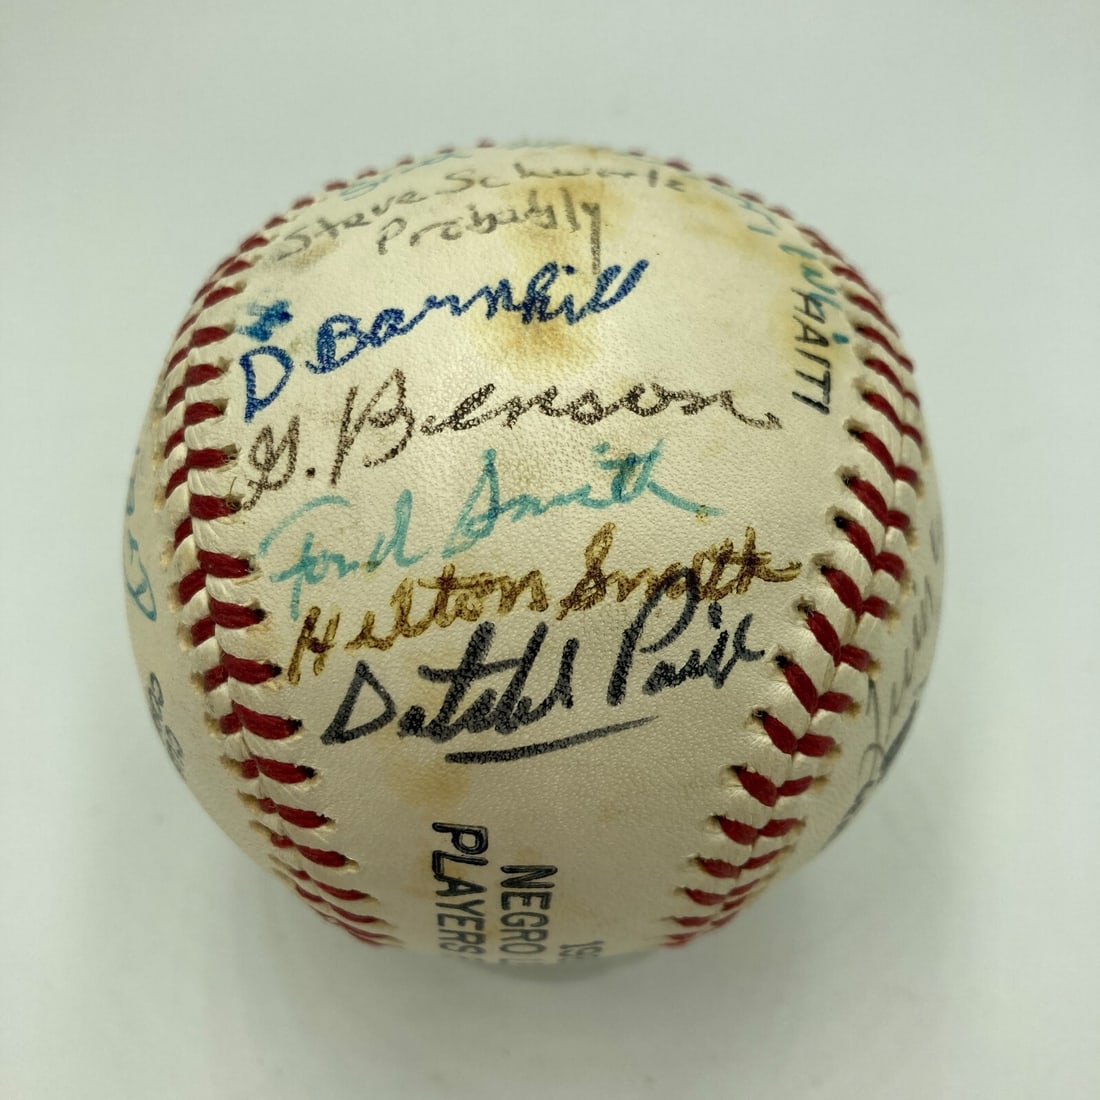 Steve Schwartz
Probably
D. Barnhill
G. Benson
Ford Smith
Hilton Smith
Satchel Paige
HAITI
NEGRO
PLAYERS